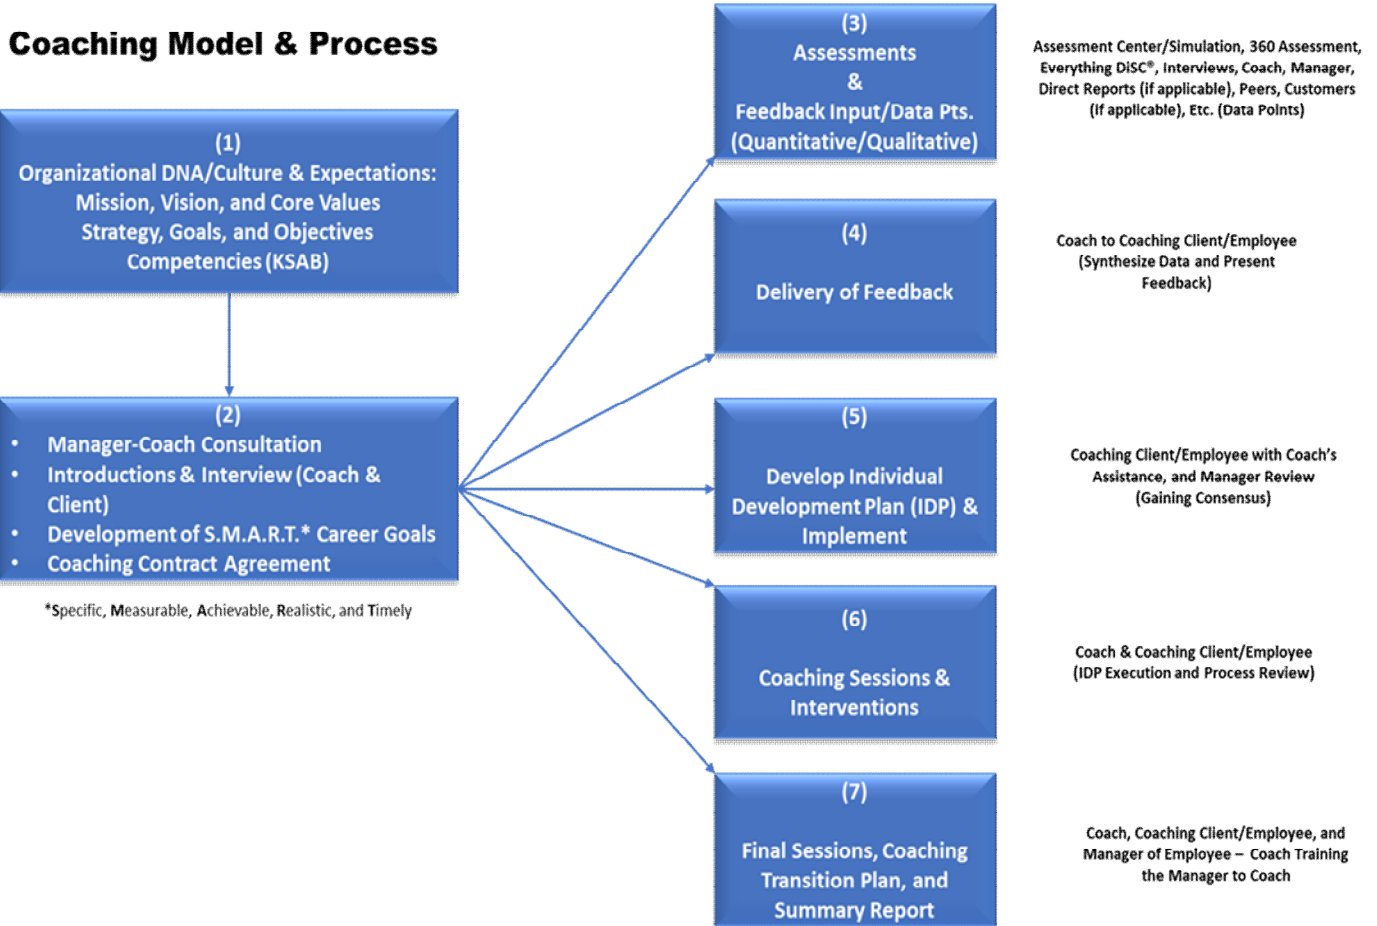 Coaching Model & Process
(1)
Organizational DNA/Culture & Expectations:
Mission, Vision, and Core Values
Strategy, Goals, and Objectives
Competencies (KSAB)
(2)
• Manager-Coach Consultation
• Introductions & Interview (Coach &
Client)
• Development of S.M.A.R.T.* Career Goals
• Coaching Contract Agreement
*Specific, Measurable, Achievable, Realistic, and Timely
(3)
Assessments
&
Feedback Input/Data Pts.
(Quantitative/Qualitative)
Assessment Center/Simulation, 360 Assessment,
Everything DiSC®, Interviews, Coach, Manager,
Direct Reports (if applicable), Peers, Customers
(if applicable), Etc. (Data Points)
(4)
Delivery of Feedback
Coach to Coaching Client/Employee
(Synthesize Data and Present
Feedback)
(5)
Develop Individual
Development Plan (IDP) &
Implement
Coaching Client/Employee with Coach's
Assistance, and Manager Review
(Gaining Consensus)
(6)
Coaching Sessions &
Interventions
Coach & Coaching Client/Employee
(IDP Execution and Process Review)
(7)
Final Sessions, Coaching
Transition Plan, and
Summary Report
Coach, Coaching Client/Employee, and
Manager of Employee – Coach Training
the Manager to Coach